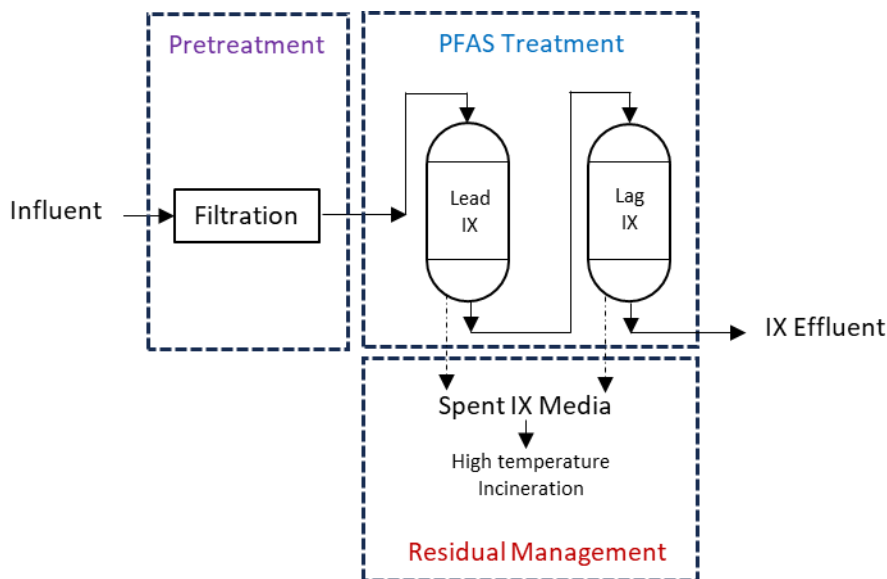 Pretreatment
PFAS Treatment
Influent
Filtration
Lead
IX
Lag
IX
IX Effluent
Spent IX Media
High temperature
Incineration
Residual Management